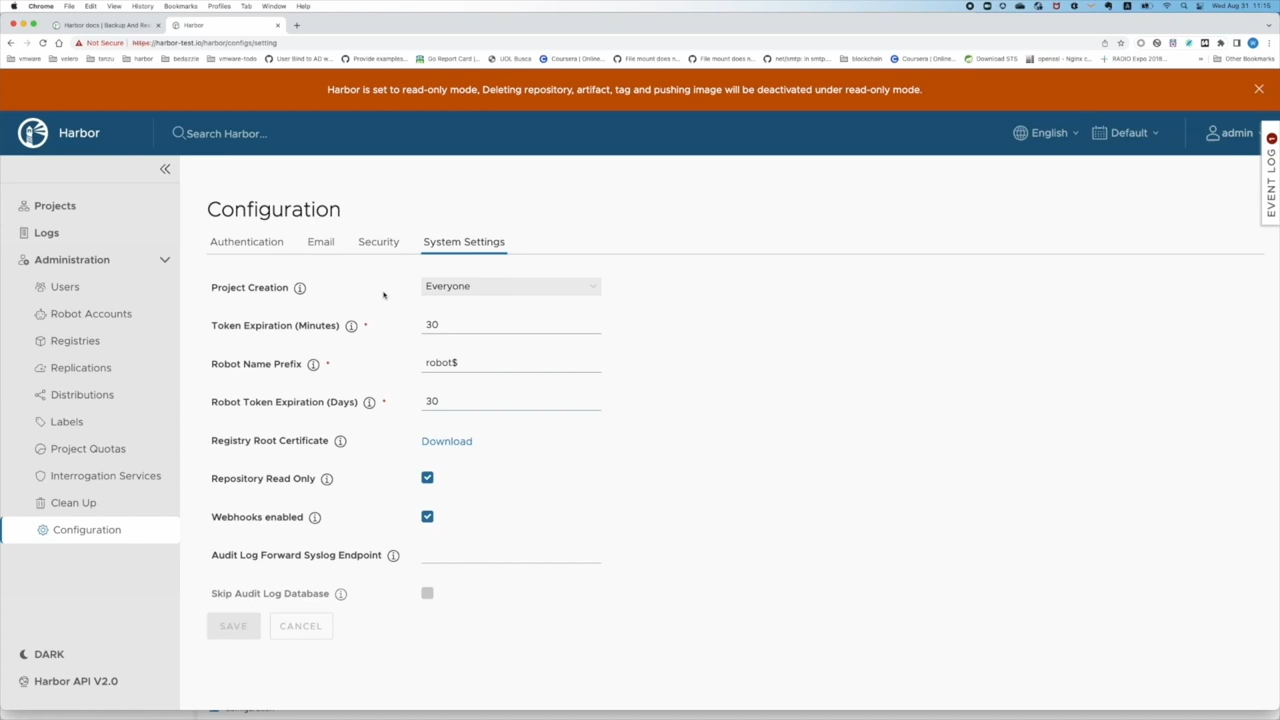 Chrome File Edit View History Bookmarks Profiles Tab Window Help Wed Aug 31 11:15
Harbor docs | Backup And Res
Harbor
Not Secure https://harbor-test.io/harbor/configs/setting
vmware velero tanzu harbor bedazzle vmware-todo User Bind to AD w... Provide examples... Go Report Card |... UOL Busca Coursera | Online... File mount does n... File mount does n... net/smtp: in smtp... blockchain Coursera | Online... Download STS openssl - Nginx c... RADIO Expo 2018... » Other Bookmarks
Harbor is set to read-only mode, Deleting repository, artifact, tag and pushing image will be deactivated under read-only mode.
Harbor
Search Harbor...
English
Default
admin
EVENT LOG 1
Projects
Logs
Administration
Users
Robot Accounts
Registries
Replications
Distributions
Labels
Project Quotas
Interrogation Services
Clean Up
Configuration
DARK
Harbor API V2.0
Configuration
Authentication Email Security System Settings
Project Creation Everyone
Token Expiration (Minutes) * 30
Robot Name Prefix * robot$
Robot Token Expiration (Days) * 30
Registry Root Certificate Download
Repository Read Only
Webhooks enabled
Audit Log Forward Syslog Endpoint
Skip Audit Log Database
SAVE CANCEL